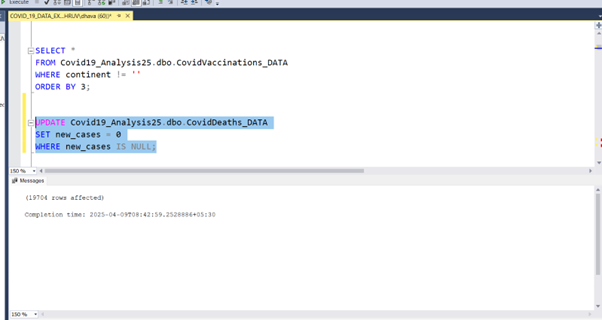 execute
COVID_19_DATA_EX...HRUV\dhava (60))*
SELECT *
FROM Covid19_Analysis25.dbo.CovidVaccinations_DATA
WHERE continent != ''
ORDER BY 3;
UPDATE Covid19_Analysis25.dbo.CovidDeaths_DATA
SET new_cases = 0
WHERE new_cases IS NULL;
150 %
Messages
(19704 rows affected)
Completion time: 2025-04-09T08:42:59.2528886+05:30
150 %